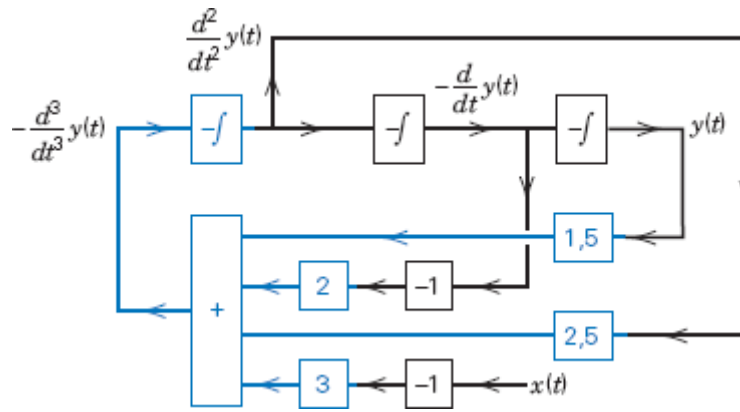 d²/dt² y(t)
-d/dt y(t)
-d³/dt³ y(t)
-∫
-∫
-∫
y(t)
1,5
+
2
-1
2,5
3
-1
x(t)